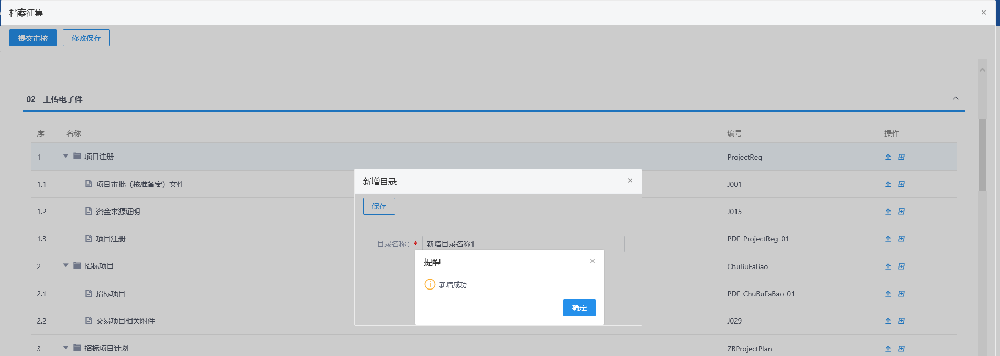 档案征集
提交审核 修改保存
02 上传电子件
序 名称 编号 操作
1 项目注册 ProjectReg
1.1 项目审批（核准备案）文件 J001
1.2 资金来源证明 J015
1.3 项目注册 PDF_ProjectReg_01
2 招标项目 ChuBuFaBao
2.1 招标项目 PDF_ChuBuFaBao_01
2.2 交易项目相关附件 J029
3 招标项目计划 ZBProjectPlan
新增目录
保存
目录名称：* 新增目录名称1
提醒
新增成功
确定